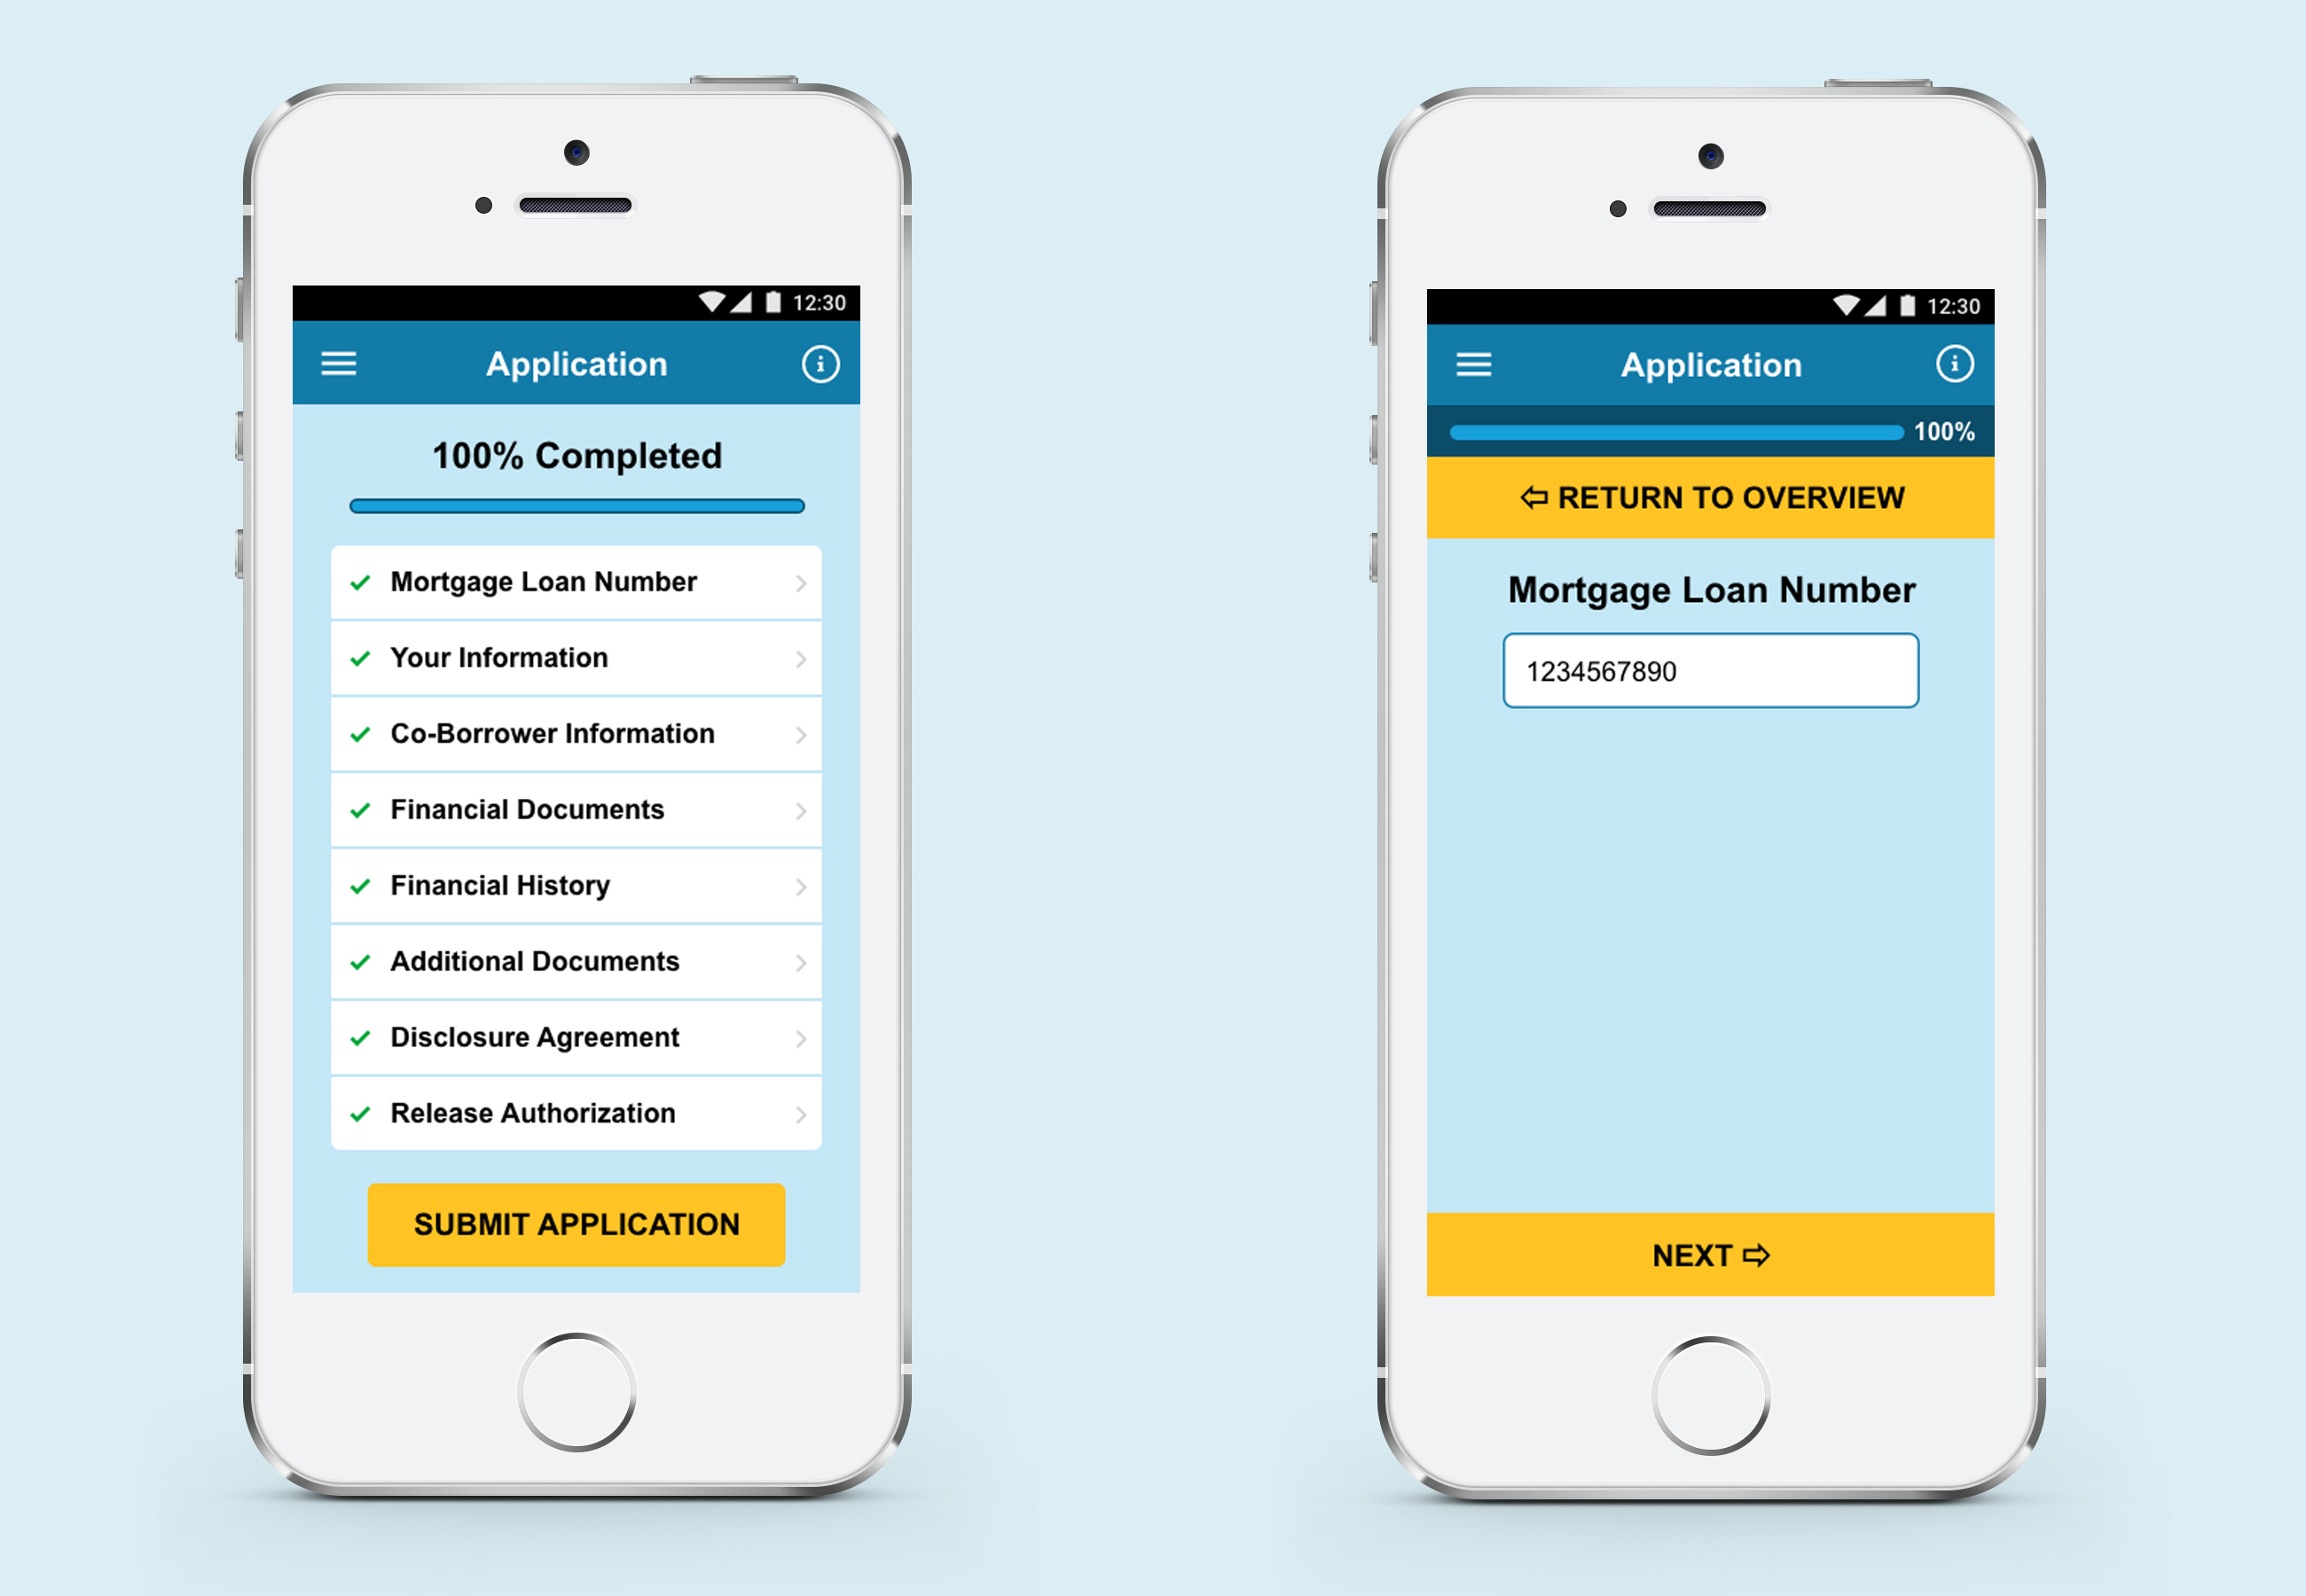 12:30
Application
100% Completed
Mortgage Loan Number
Your Information
Co-Borrower Information
Financial Documents
Financial History
Additional Documents
Disclosure Agreement
Release Authorization
SUBMIT APPLICATION
12:30
Application
100%
⇦ RETURN TO OVERVIEW
Mortgage Loan Number
1234567890
NEXT ⇨